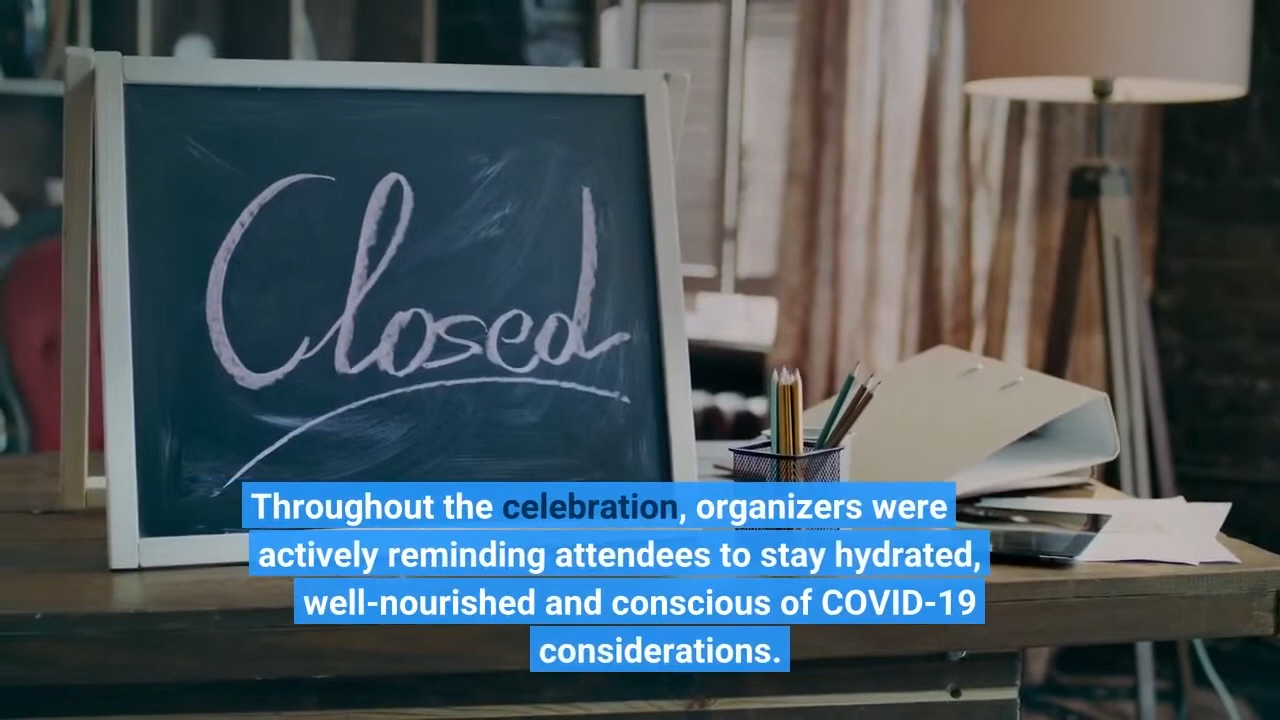 Closed
Throughout the celebration, organizers were
actively reminding attendees to stay hydrated,
well-nourished and conscious of COVID-19
considerations.